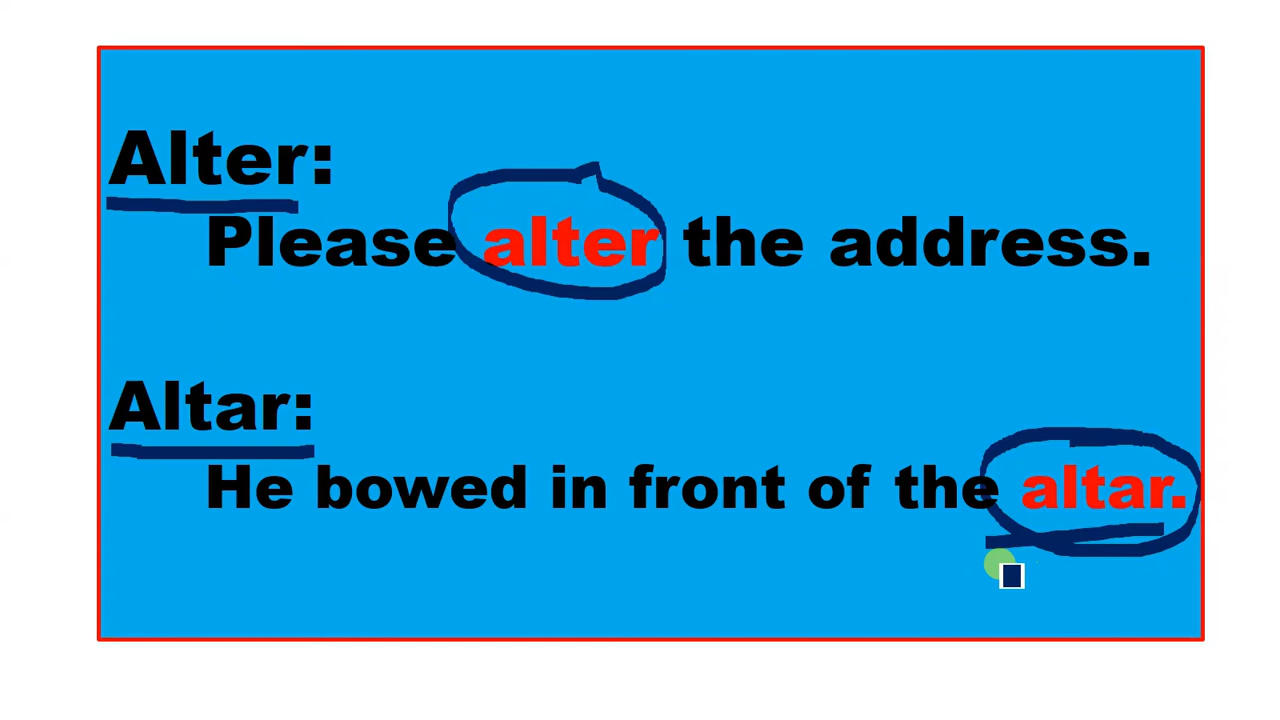 Alter:
Please alter the address.
Altar:
He bowed in front of the altar.